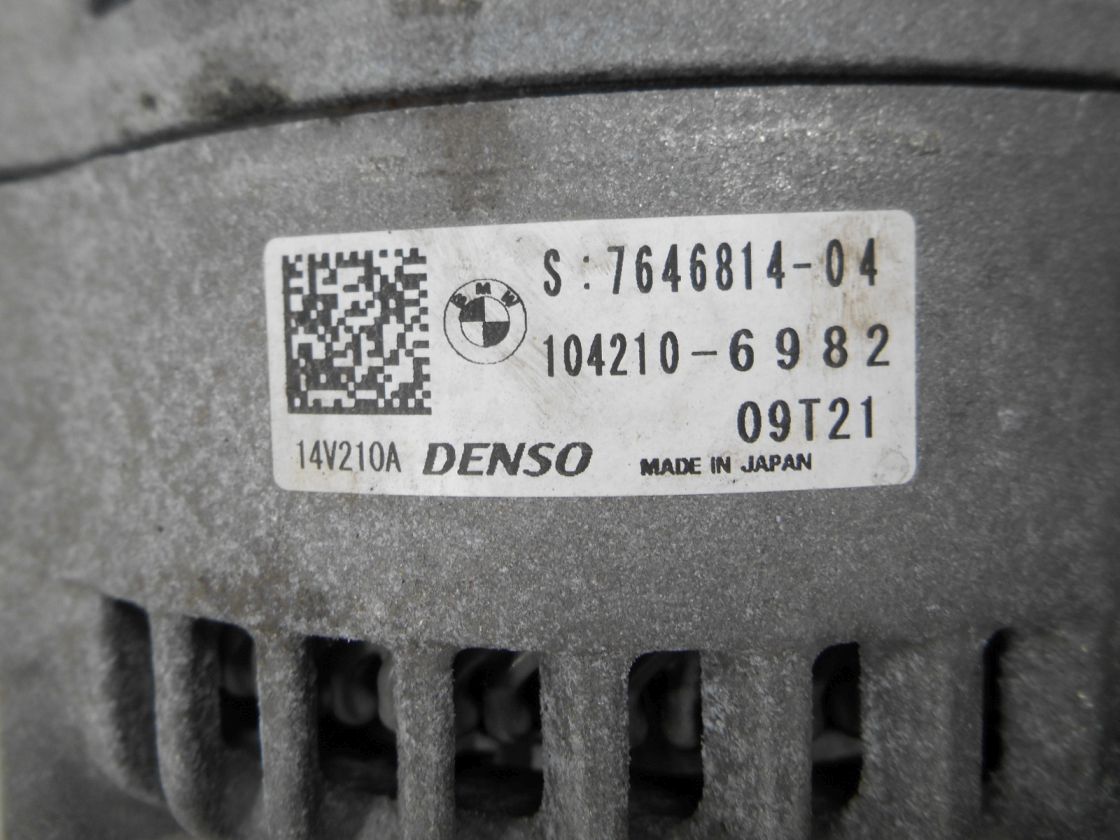 BMW
S:7646814-04
104210-6982
09T21
14V210A DENSO MADE IN JAPAN